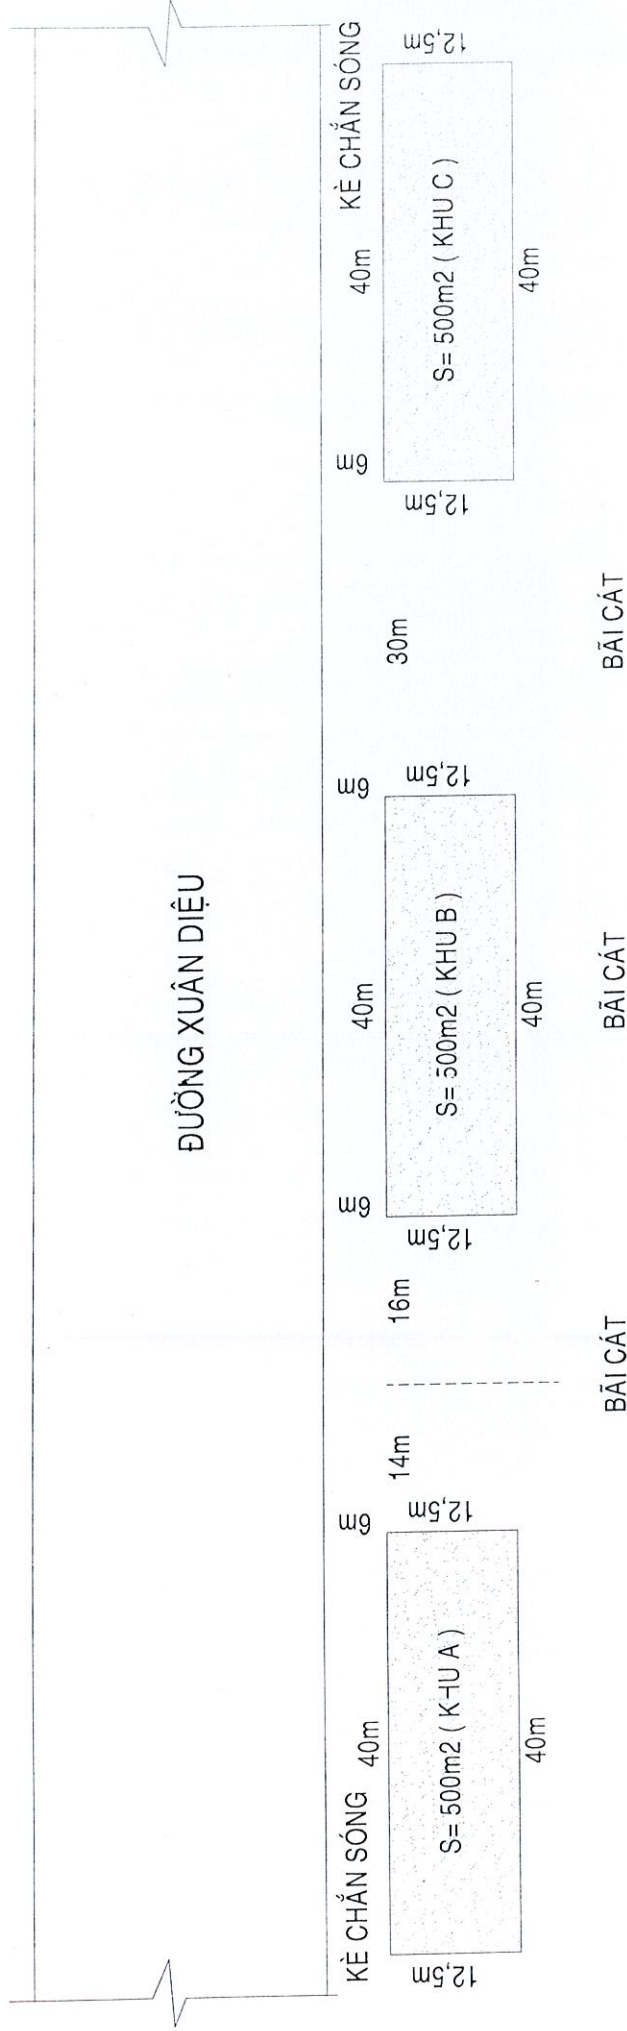 ĐƯỜNG XUÂN DIỆU
KÈ CHẮN SÓNG
KÈ CHẮN SÓNG
40m
6m
6m
40m
6m
6m
40m
12,5m
S= 500m2 ( KHU A )
12,5m
14m
16m
12,5m
S= 500m2 ( KHU B )
12,5m
30m
12,5m
S= 500m2 ( KHU C )
12,5m
40m
40m
40m
BÃI CÁT
BÃI CÁT
BÃI CÁT